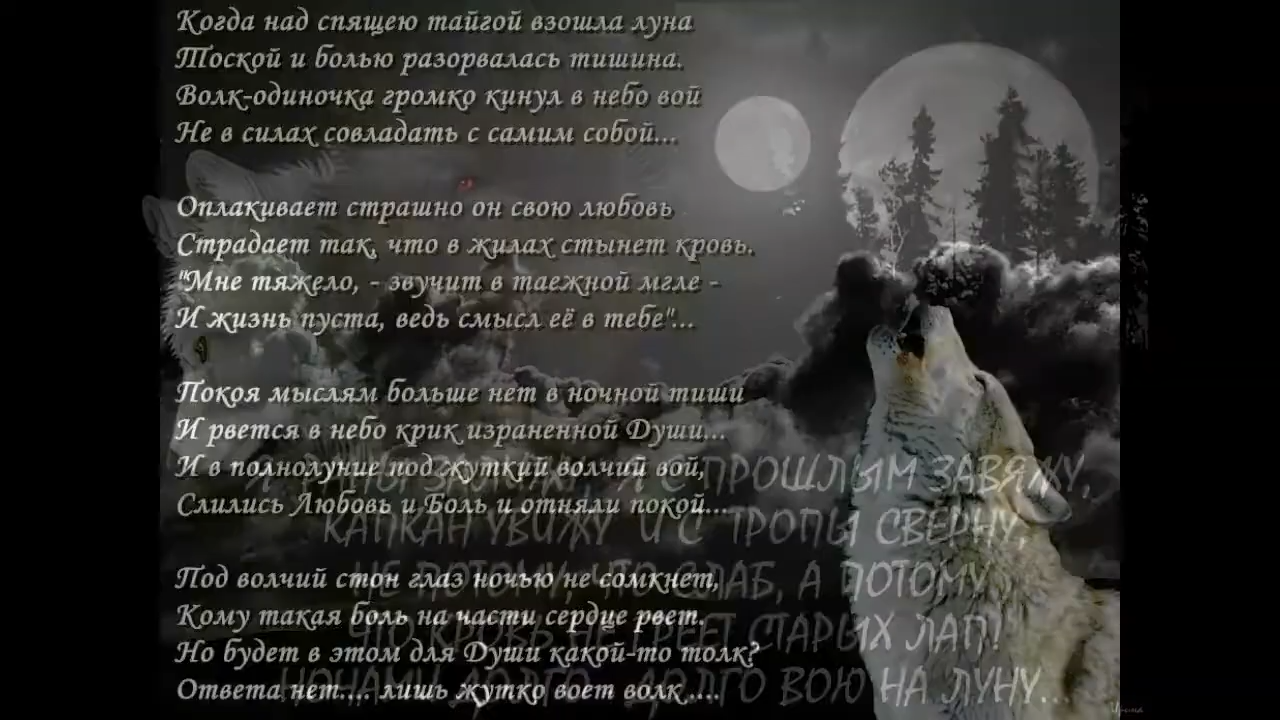 Когда над спящею тайгой взошла луна
Тоской и болью разорвалась тишина.
Волк-одиночка громко кинул в небо вой
Не в силах совладать с самим собой...
Оплакивает страшно он свою любовь
Страдает так, что в жилах стынет кровь.
"Мне тяжело, - звучит в таежной мгле -
И жизнь пуста, ведь смысл её в тебе"...
Покоя мыслям больше нет в ночной тиши
И рвется в небо крик израненной Души...
И в полнолуние под жуткий волчий вой,
Слились Любовь и Боль и отняли покой...
Под волчий стон глаз ночью не сомкнет,
Кому такая боль на части сердце рвет.
Но будет в этом для Души какой-то толк?
Ответа нет.... лишь жутко воет волк ....
Я РАНЫ ЗАЛИЖУ, Я С ПРОШЛЫМ ЗАВЯЖУ,
КАПКАН УВИЖУ И С ТРОПЫ СВЕРНУ,
НЕ ПОТОМУ, ЧТО СЛАБ, А ПОТОМУ,
ЧТО КРОВЬ НЕ ГРЕЕТ СТАРЫХ ЛАП!
НОЧАМИ ДОЛГО - ДОЛГО ВОЮ НА ЛУНУ...